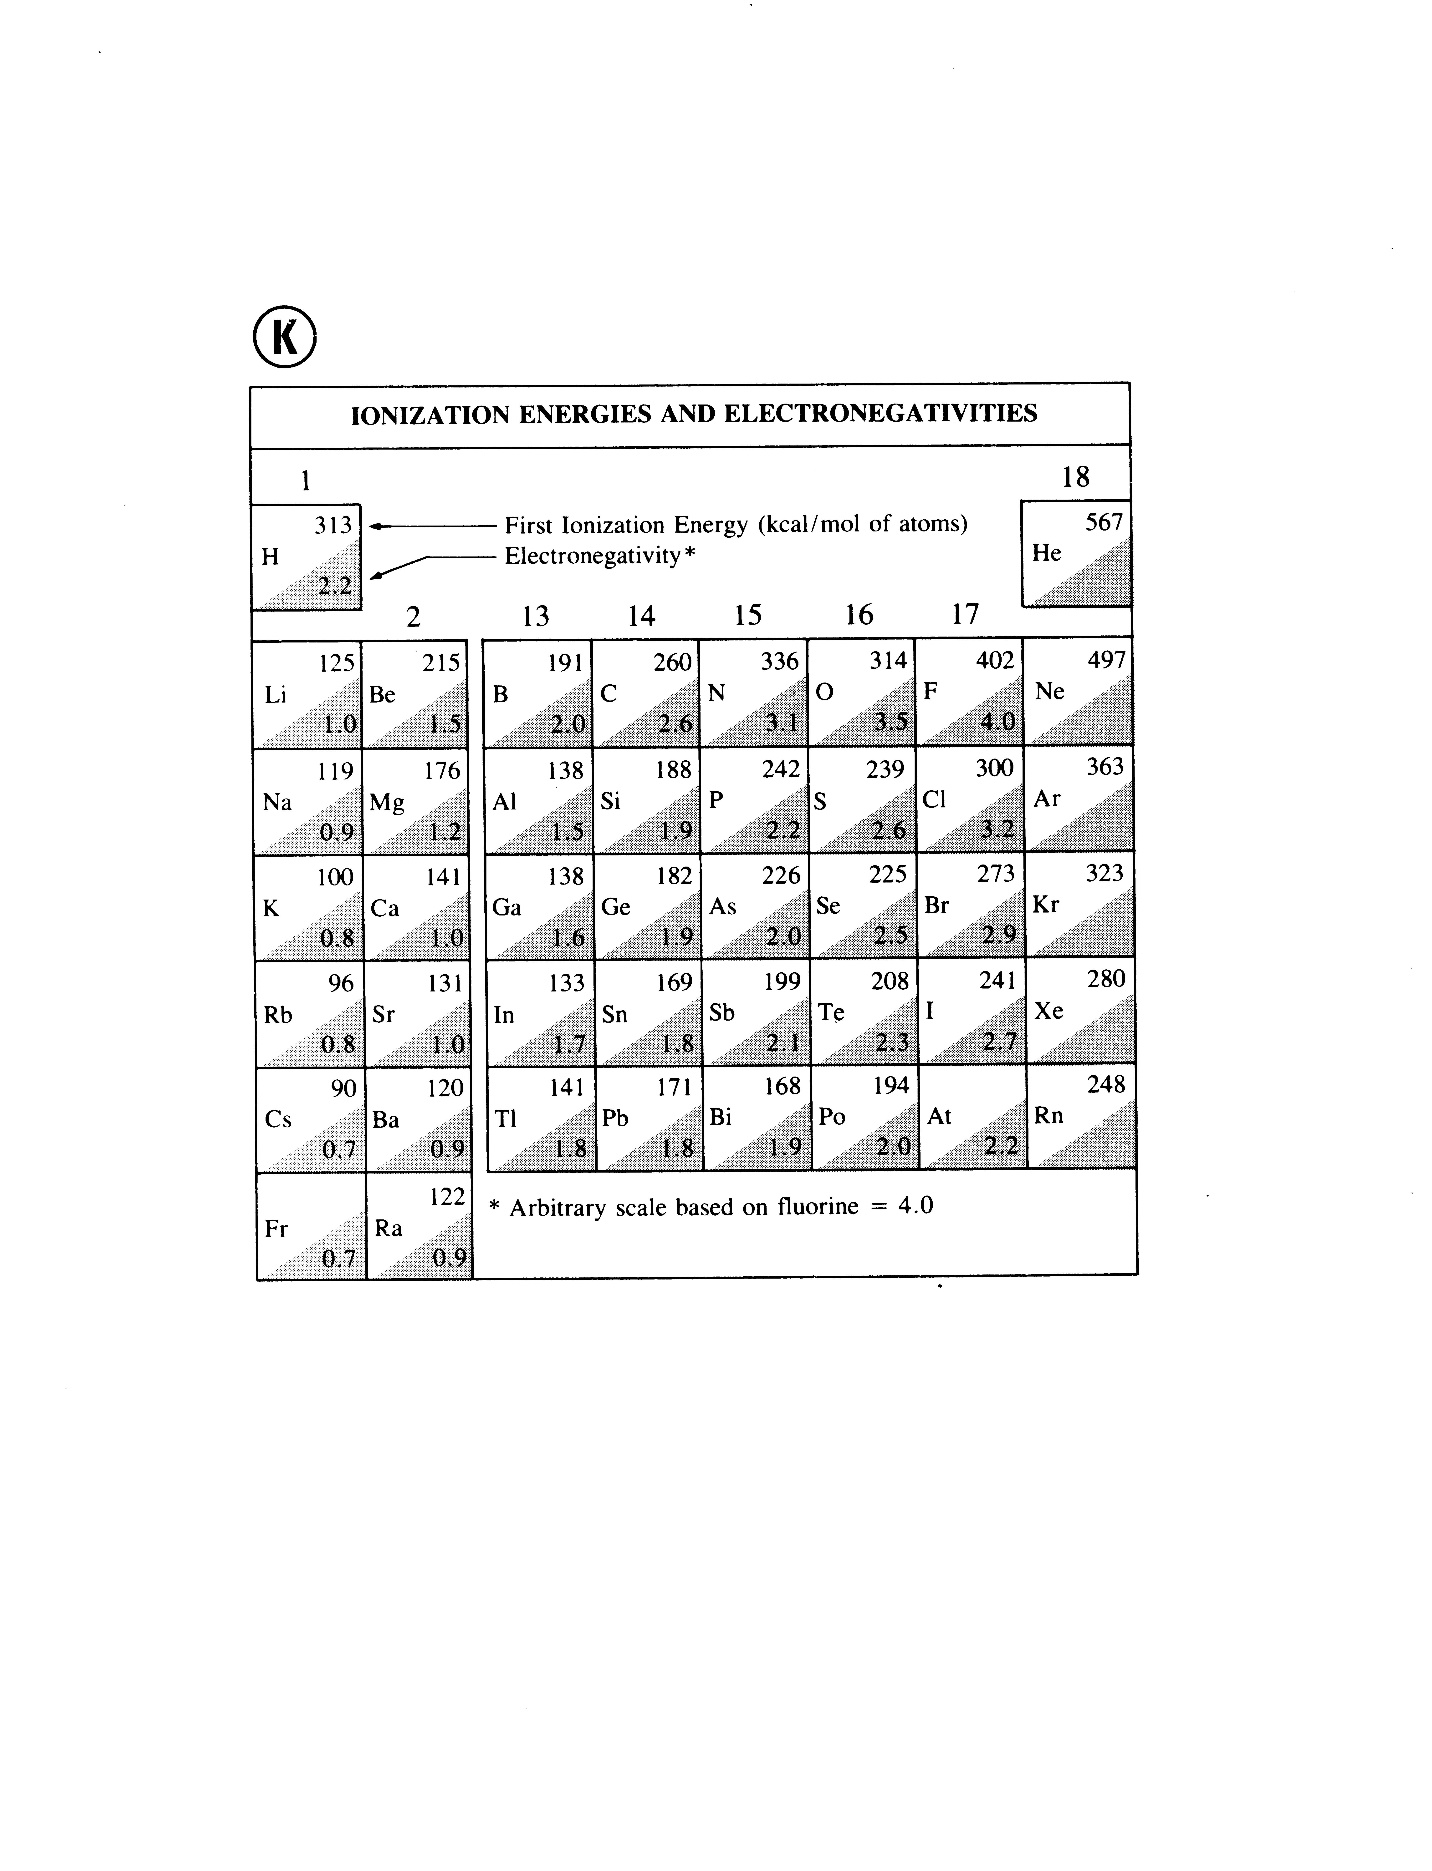 K
IONIZATION ENERGIES AND ELECTRONEGATIVITIES
1 18
313 First Ionization Energy (kcal/mol of atoms) 567
H Electronegativity* He
2.2
2 13 14 15 16 17
125 215 191 260 336 314 402 497
Li Be B C N O F Ne
1.0 1.5 2.0 2.6 3.1 3.5 4.0
119 176 138 188 242 239 300 363
Na Mg Al Si P S Cl Ar
0.9 1.2 1.5 1.9 2.2 2.6 3.2
100 141 138 182 226 225 273 323
K Ca Ga Ge As Se Br Kr
0.8 1.0 1.6 1.9 2.0 2.5 2.9
96 131 133 169 199 208 241 280
Rb Sr In Sn Sb Te I Xe
0.8 1.0 1.7 1.8 2.1 2.3 2.7
90 120 141 171 168 194 248
Cs Ba Tl Pb Bi Po At Rn
0.7 0.9 1.8 1.8 1.9 2.0 2.2
122 * Arbitrary scale based on fluorine = 4.0
Fr Ra
0.7 0.9